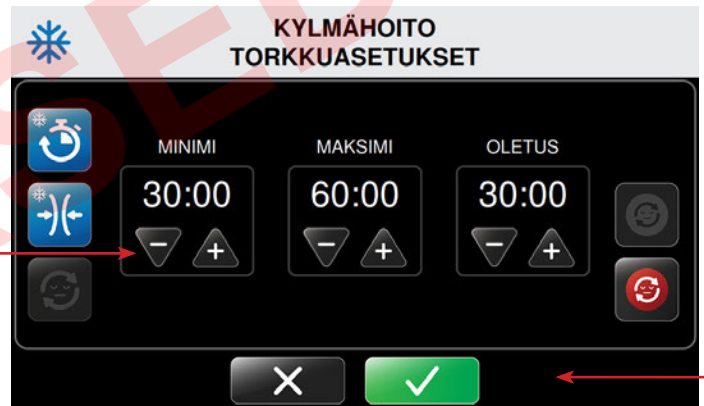 KYLMÄHOITO
TORKKUASETUKSET
MINIMI MAKSIMI OLETUS
30:00 60:00 30:00